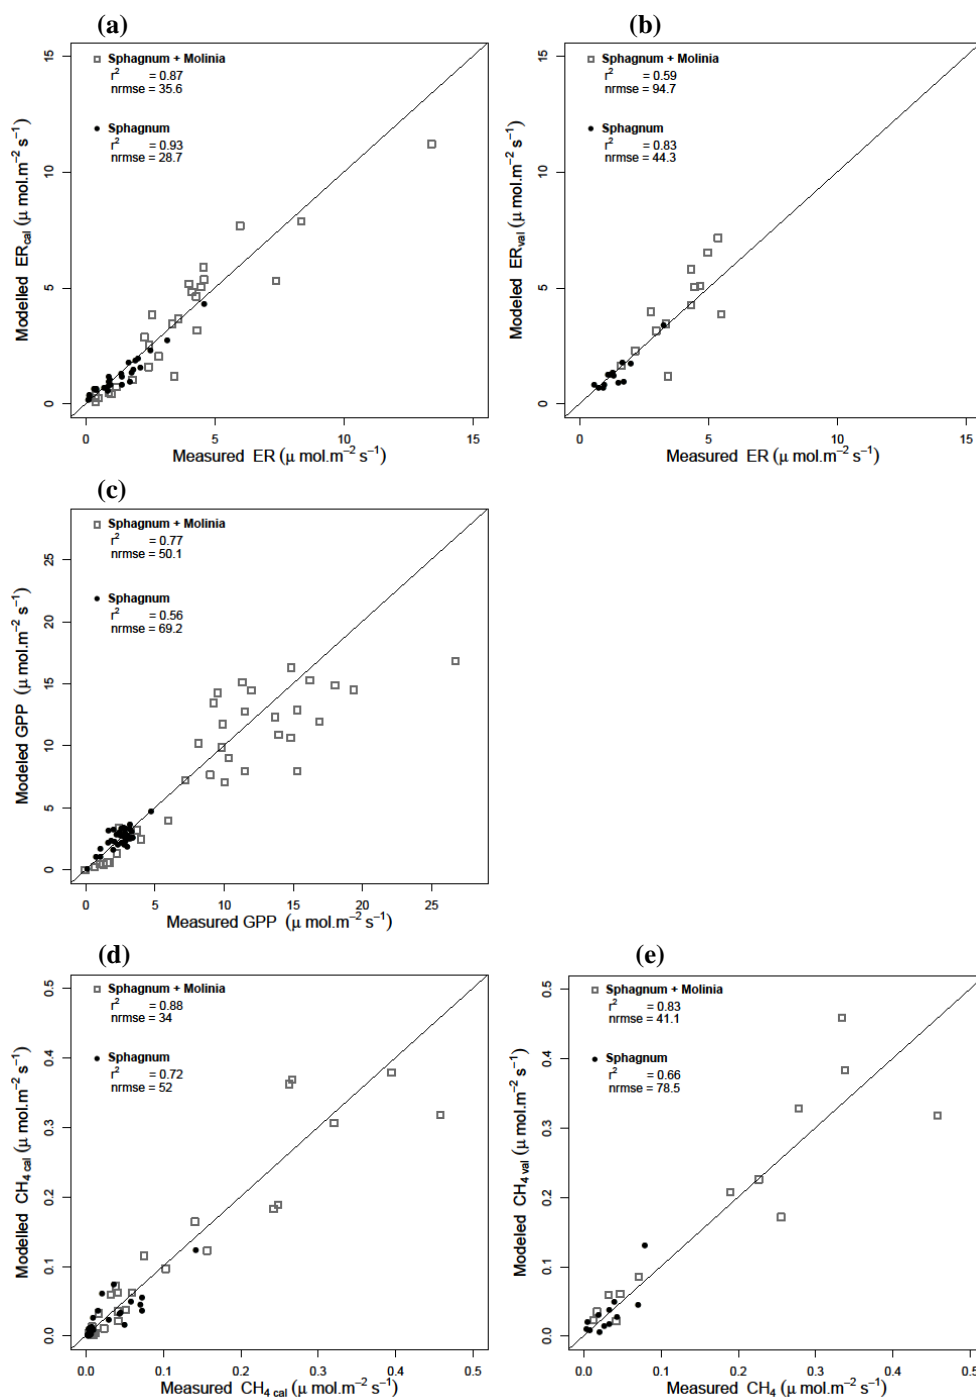 (a)
Sphagnum + Molinia
r² = 0.87
nrmse = 35.6
Sphagnum
r² = 0.93
nrmse = 28.7
Modelled ER_cal (μ mol.m⁻² s⁻¹)
15
10
5
0
0 5 10 15
Measured ER (μ mol.m⁻² s⁻¹)
(b)
Sphagnum + Molinia
r² = 0.59
nrmse = 94.7
Sphagnum
r² = 0.83
nrmse = 44.3
Modeled ER_val (μ mol.m⁻² s⁻¹)
15
10
5
0
0 5 10 15
Measured ER (μ mol.m⁻² s⁻¹)
(c)
Sphagnum + Molinia
r² = 0.77
nrmse = 50.1
Sphagnum
r² = 0.56
nrmse = 69.2
Modeled GPP (μ mol.m⁻² s⁻¹)
25
20
15
10
5
0
0 5 10 15 20 25
Measured GPP (μ mol.m⁻² s⁻¹)
(d)
Sphagnum + Molinia
r² = 0.88
nrmse = 34
Sphagnum
r² = 0.72
nrmse = 52
Modelled CH₄ cal (μ mol.m⁻² s⁻¹)
0.5
0.4
0.3
0.2
0.1
0.0
0.0 0.1 0.2 0.3 0.4 0.5
Measured CH₄ cal (μ mol.m⁻² s⁻¹)
(e)
Sphagnum + Molinia
r² = 0.83
nrmse = 41.1
Sphagnum
r² = 0.66
nrmse = 78.5
Modelled CH₄ val (μ mol.m⁻² s⁻¹)
0.5
0.4
0.3
0.2
0.1
0.0
0.0 0.1 0.2 0.3 0.4 0.5
Measured CH₄ (μ mol.m⁻² s⁻¹)